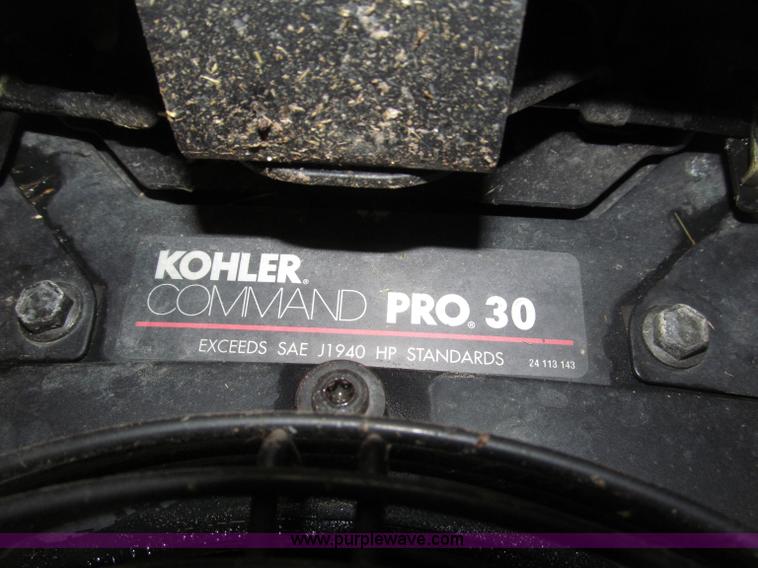 KOHLER®
COMMAND PRO® 30
EXCEEDS SAE J1940 HP STANDARDS 24 113 143
www.purplewave.com